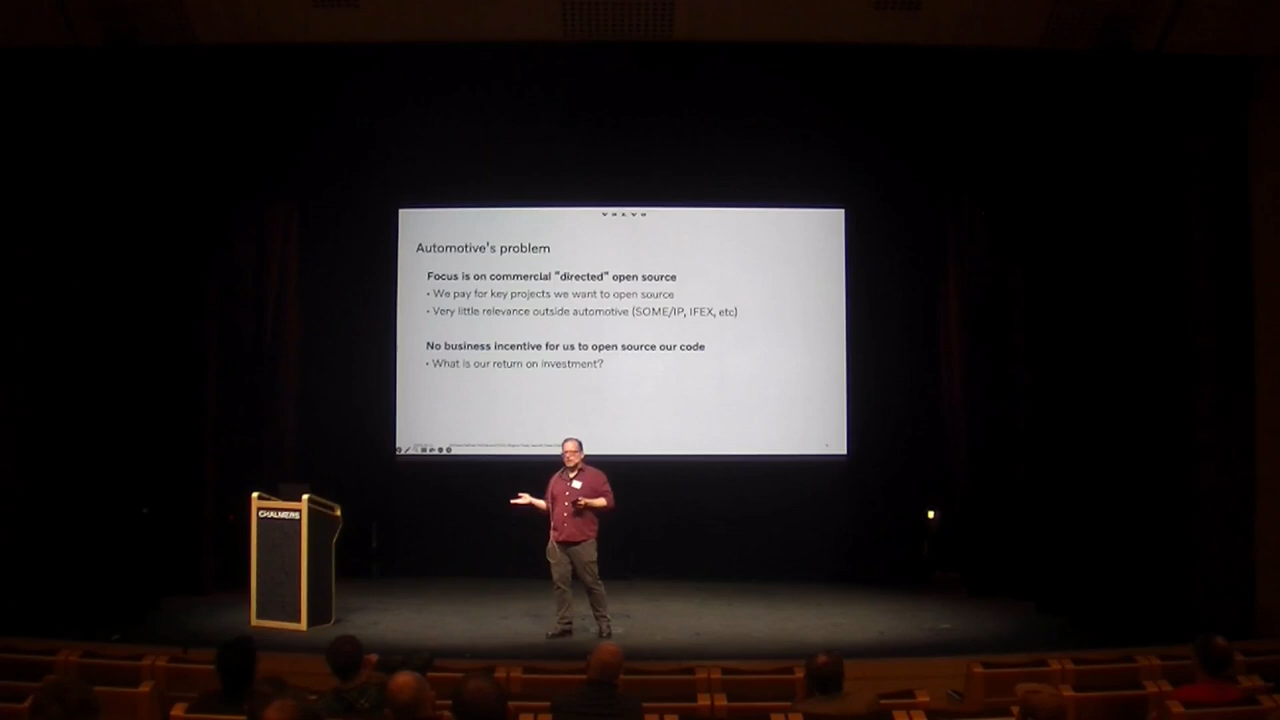 VOLVO
Automotive's problem
Focus is on commercial "directed" open source
• We pay for key projects we want to open source
• Very little relevance outside automotive (SOME/IP, IFEX, etc)
No business incentive for us to open source our code
• What is our return on investment?
CHALMERS